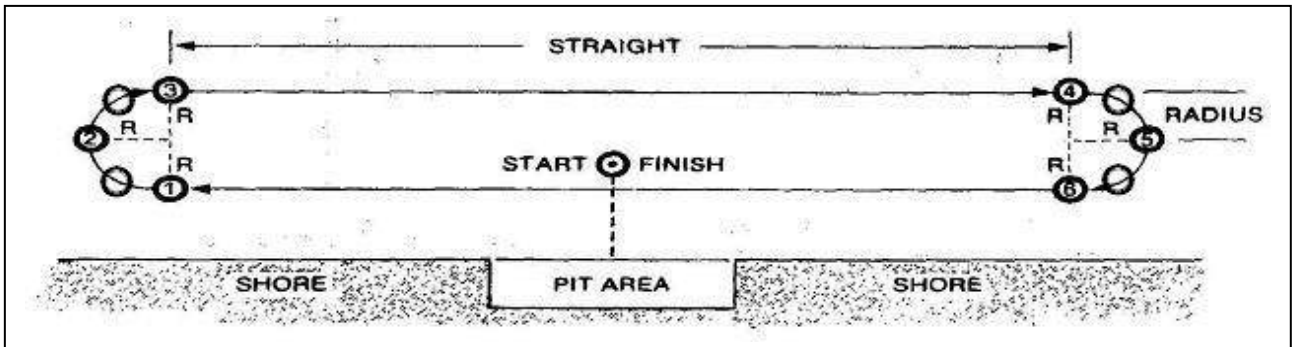 STRAIGHT
3 4
R R RADIUS
2 R R 5
R START FINISH R
1 6
SHORE PIT AREA SHORE